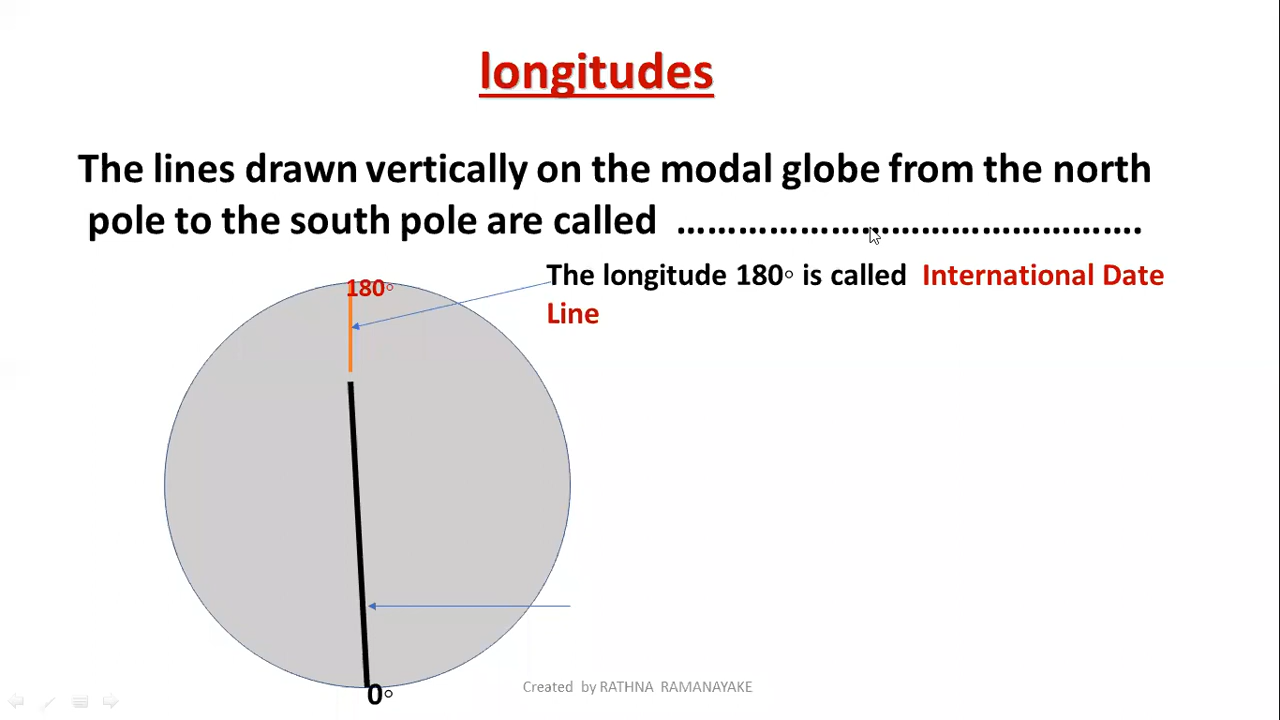 longitudes
The lines drawn vertically on the modal globe from the north
pole to the south pole are called ……………………………………….
The longitude 180◦ is called International Date
Line
180◦
0◦
Created by RATHNA RAMANAYAKE